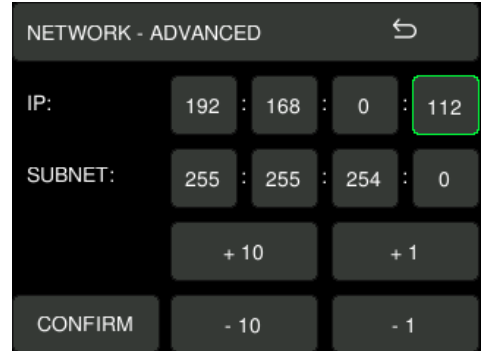 NETWORK - ADVANCED
IP: 192 : 168 : 0 : 112
SUBNET: 255 : 255 : 254 : 0
+ 10 + 1
CONFIRM - 10 - 1